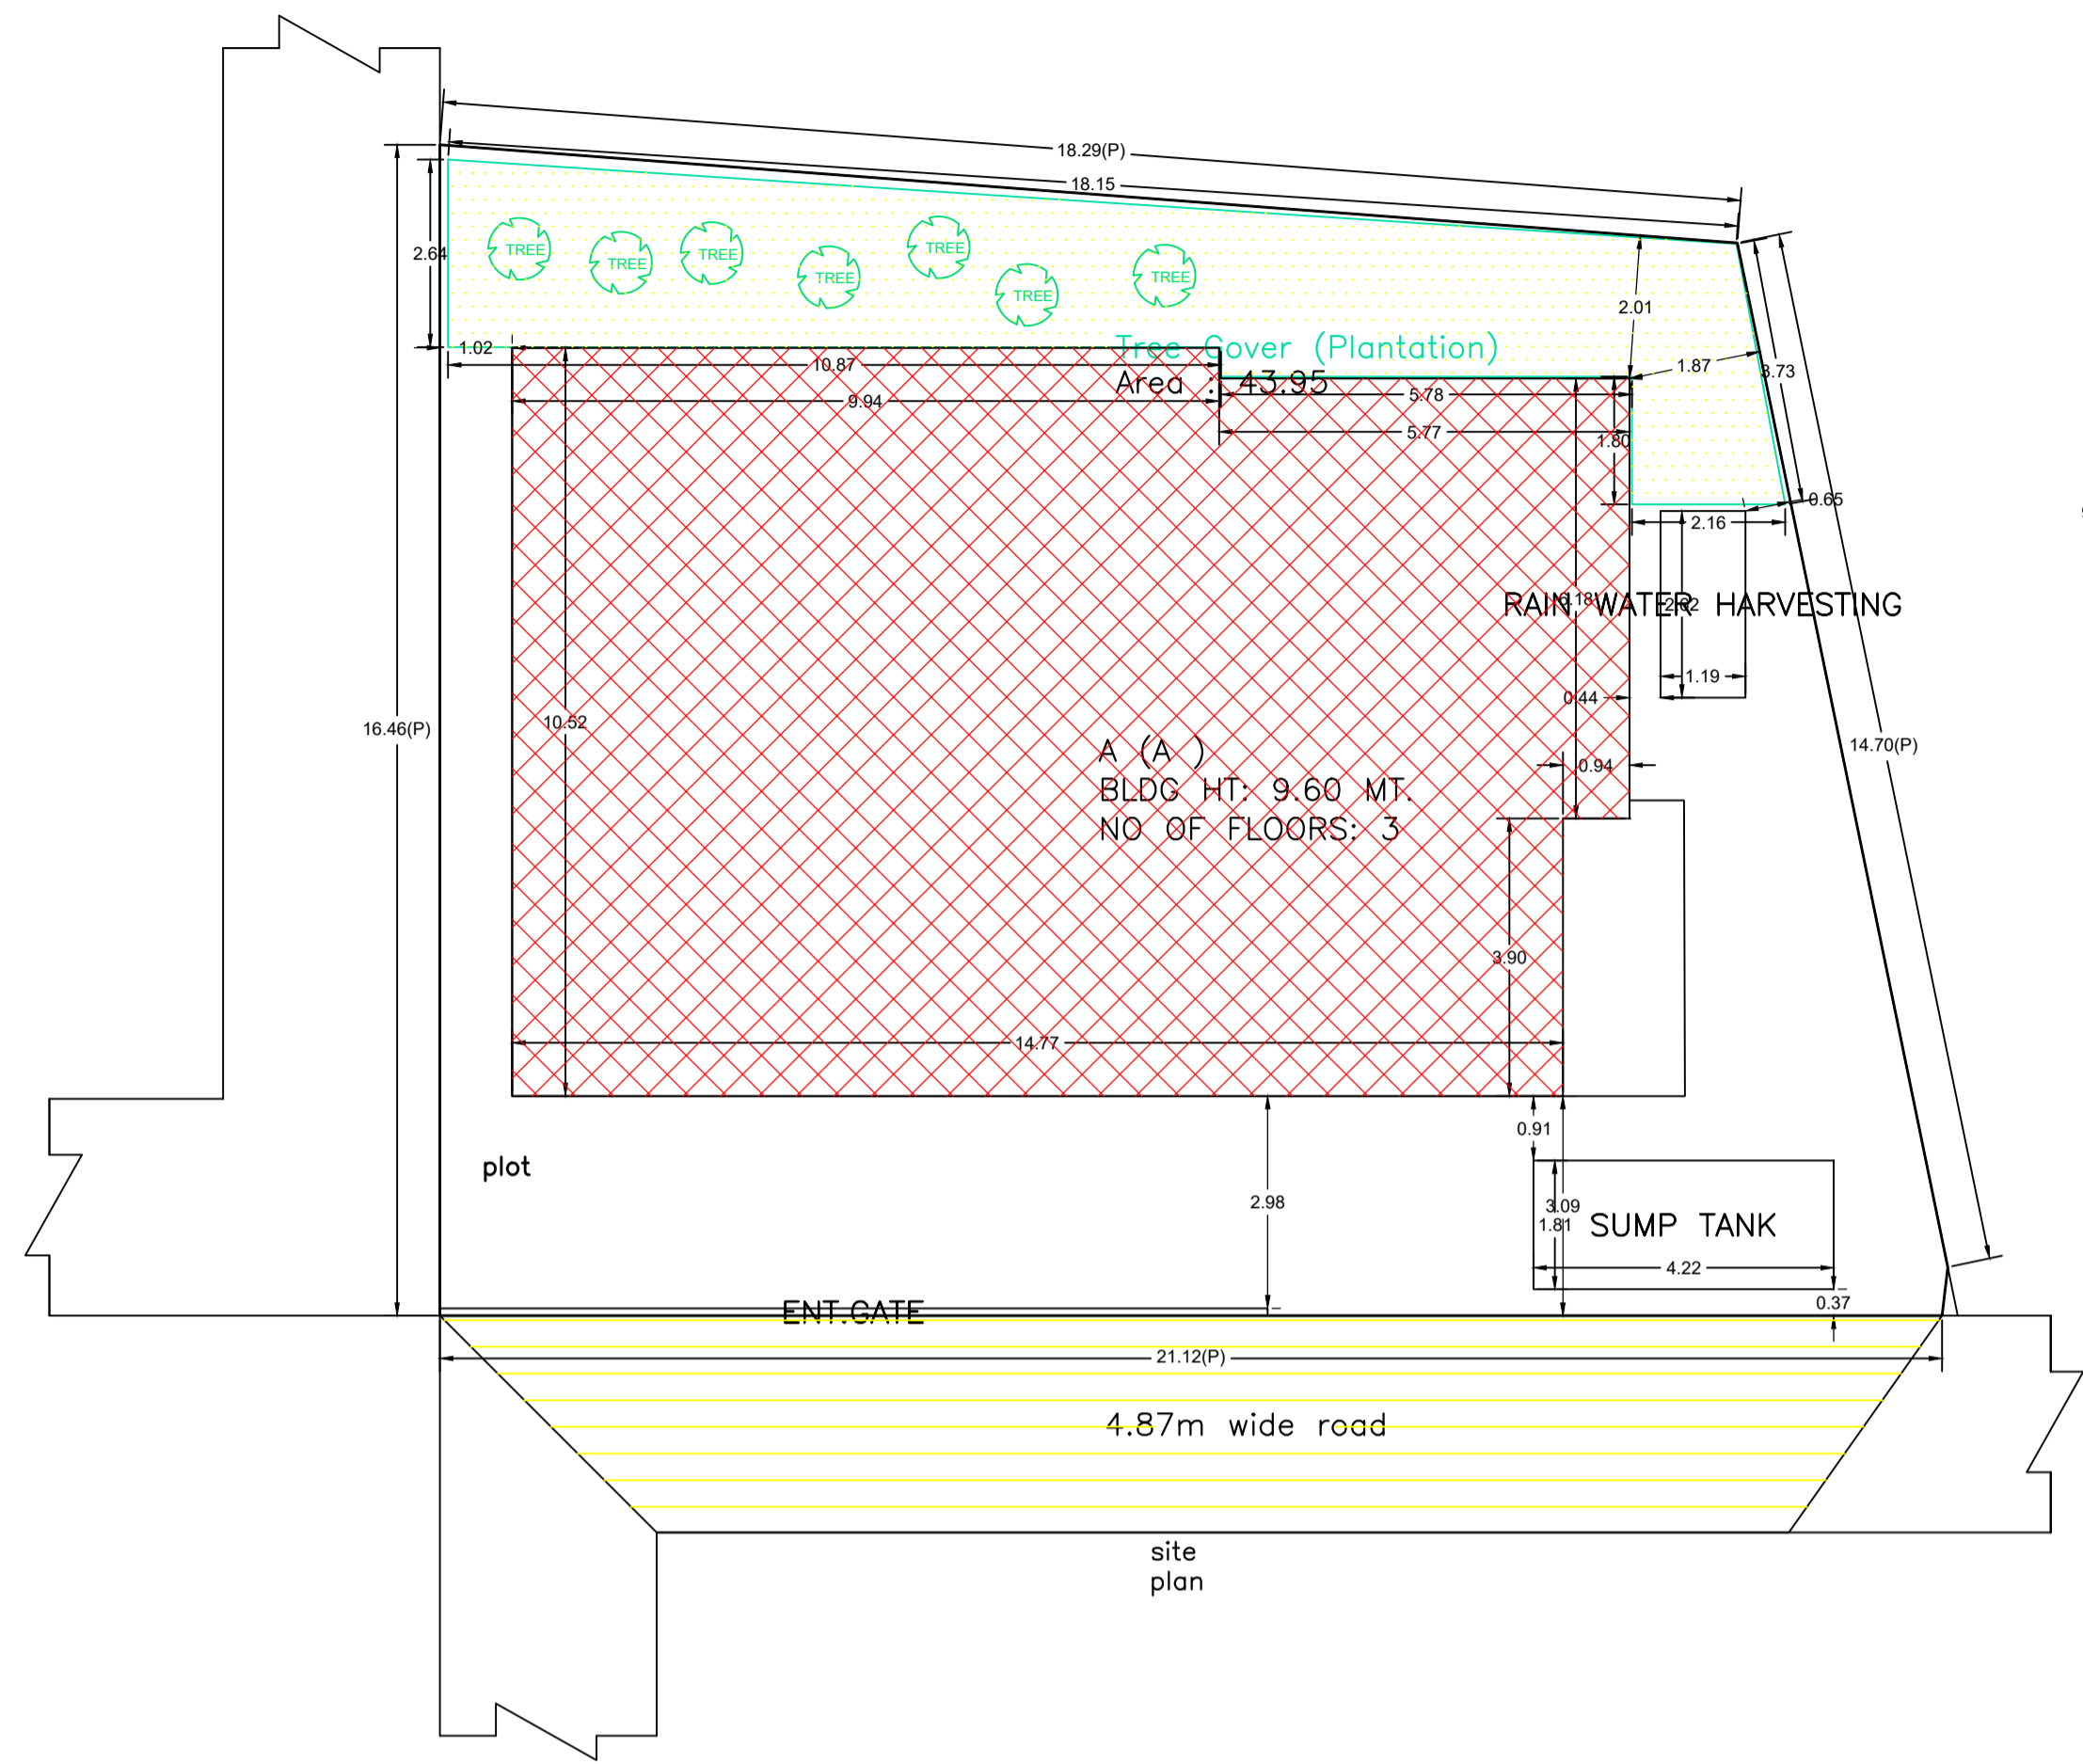 18.29(P)
18.15
TREE
TREE
TREE
TREE
TREE
TREE
TREE
2.64
2.01
1.02
Tree Cover (Plantation)
10.87
1.87
3.73
Area : 43.95
9.94
5.78
5.77
1.80
0.65
2.16
RAIN WATER HARVESTING
1.19
0.44
10.52
16.46(P)
14.70(P)
A (A )
0.94
BLDG HT: 9.60 MT.
NO OF FLOORS: 3
3.90
14.77
0.91
plot
2.98
3.09
1.81
SUMP TANK
4.22
0.37
ENT.GATE
21.12(P)
4.87m wide road
site
plan